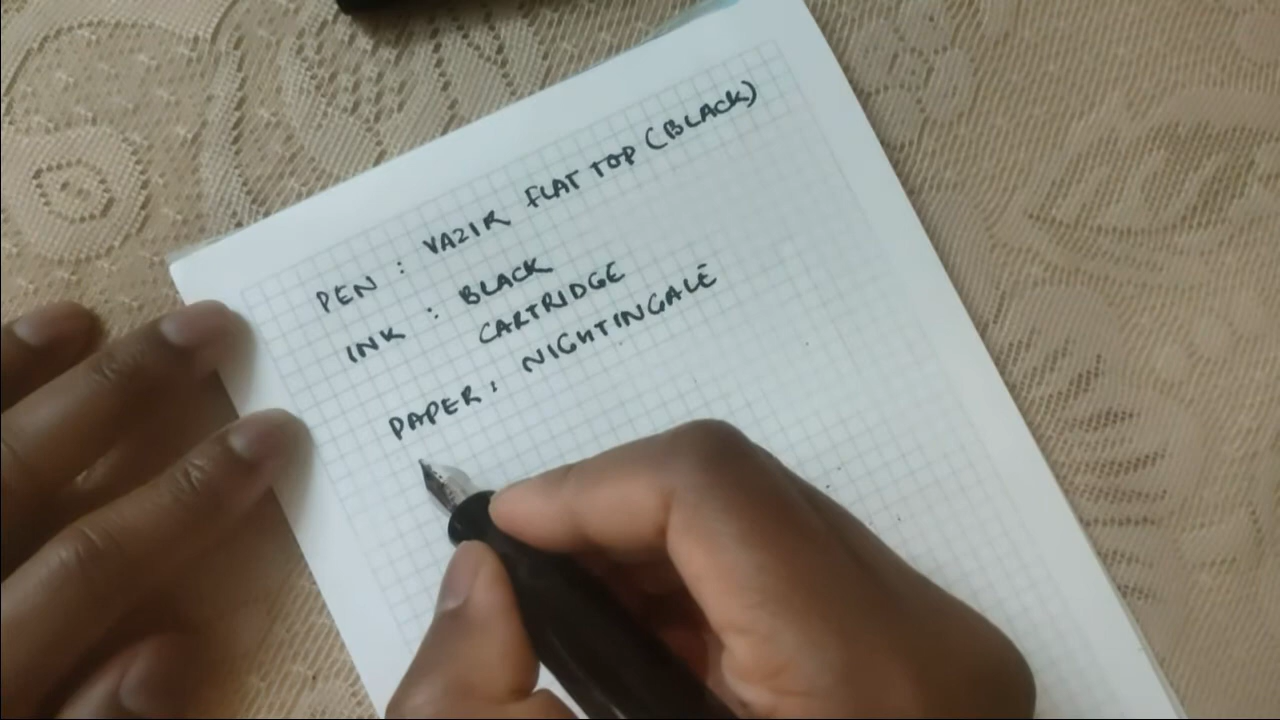 PEN : VAZIR FLAT TOP (BLACK)
INK : BLACK
CARTRIDGE
PAPER : NIGHTINGALE